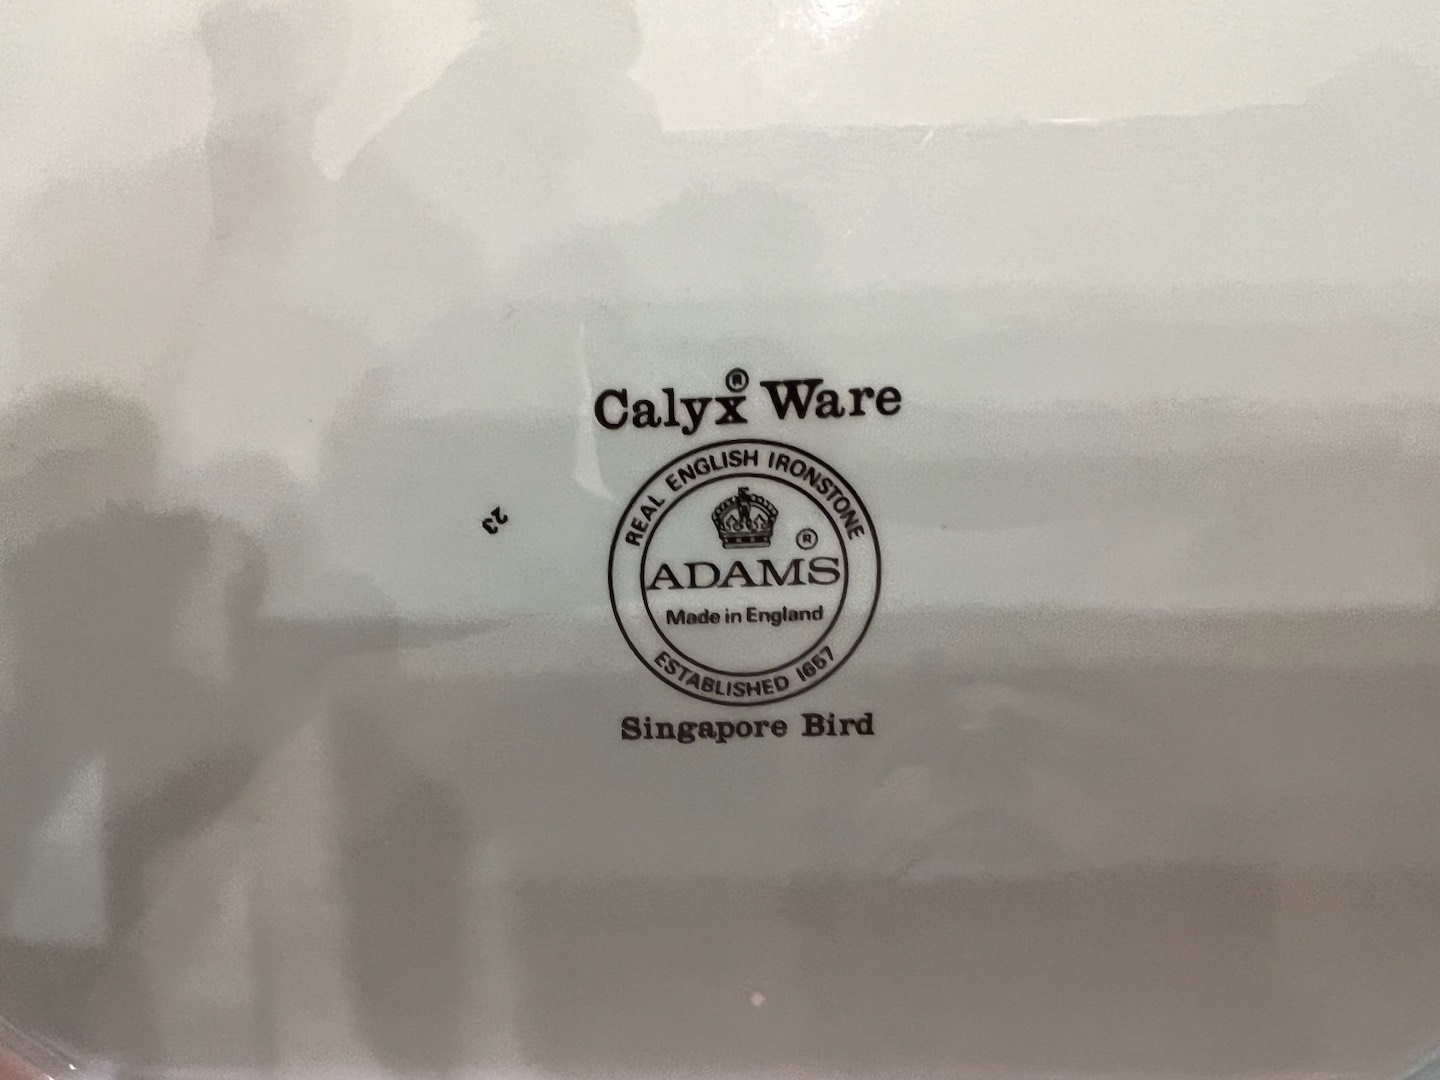 Calyx® Ware
REAL ENGLISH IRONSTONE
®
ADAMS
Made in England
ESTABLISHED 1657
Singapore Bird
23